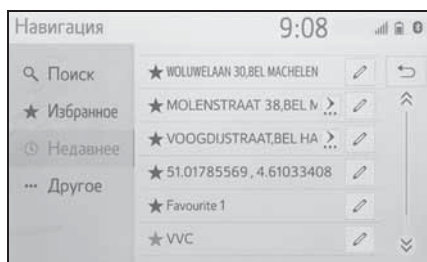 Навигация 9:08
Поиск
Избранное
Недавнее
Другое
WOLUWELAAN 30,BEL MACHELEN
MOLENSTRAAT 38,BEL M
VOOGDIJSTRAAT,BEL HA
51.01785569 , 4.61033408
Favourite 1
VVC